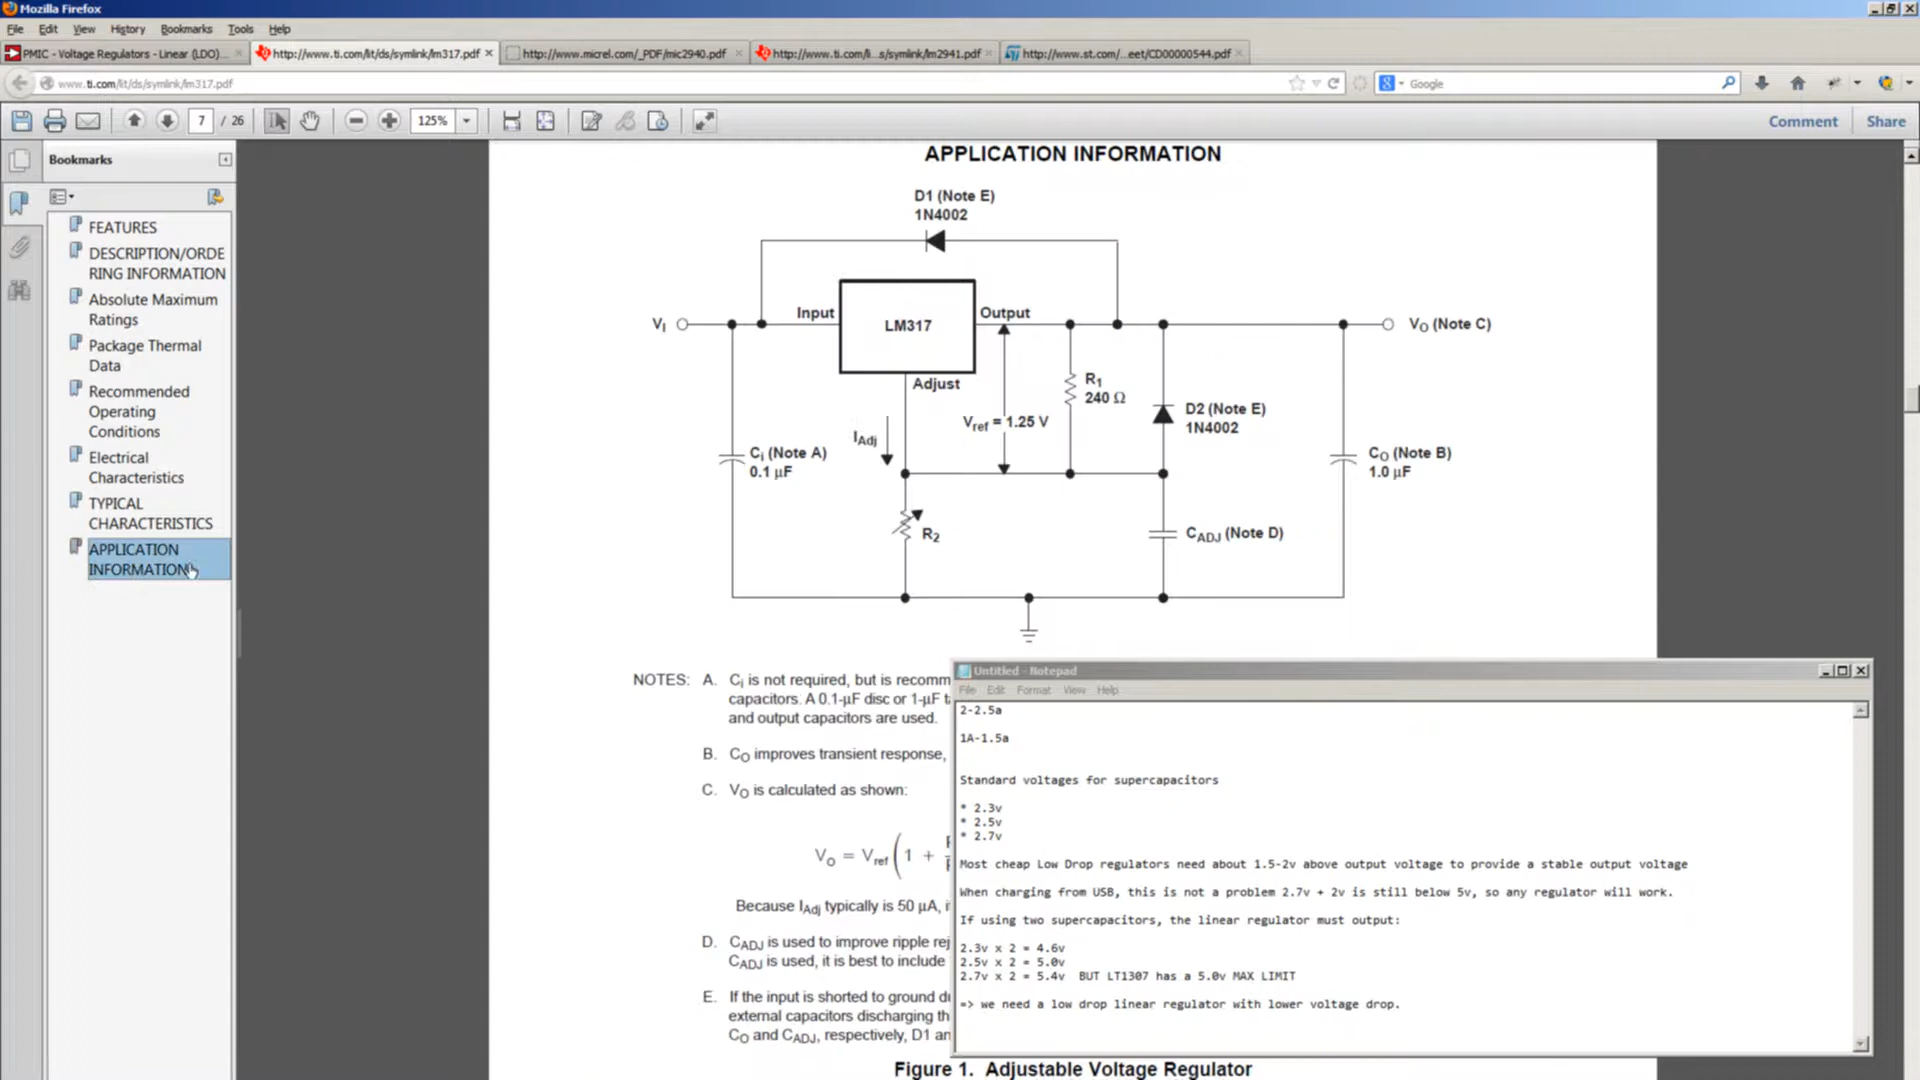 Mozilla Firefox
File Edit View History Bookmarks Tools Help
PMIC - Voltage Regulators - Linear (LDO)...
http://www.ti.com/lit/ds/symlink/lm317.pdf
http://www.micrel.com/_PDF/mic2940.pdf
http://www.ti.com/li...s/symlink/lm2941.pdf
http://www.st.com/...eet/CD00000544.pdf
www.ti.com/lit/ds/symlink/lm317.pdf
Google
7 / 26
125%
Comment Share
Bookmarks
FEATURES
DESCRIPTION/ORDE
RING INFORMATION
Absolute Maximum
Ratings
Package Thermal
Data
Recommended
Operating
Conditions
Electrical
Characteristics
TYPICAL
CHARACTERISTICS
APPLICATION
INFORMATION
APPLICATION INFORMATION
D1 (Note E)
1N4002
VI
Input
LM317
Output
VO (Note C)
Adjust
R1
240 Ω
Vref = 1.25 V
IAdj
D2 (Note E)
1N4002
Ci (Note A)
0.1 µF
CO (Note B)
1.0 µF
R2
CADJ (Note D)
NOTES: A. Ci is not required, but is recomm
capacitors. A 0.1-µF disc or 1-µF t
and output capacitors are used.
B. CO improves transient response,
C. VO is calculated as shown:
VO = Vref ( 1 +
Because IAdj typically is 50 µA, i
D. CADJ is used to improve ripple rej
CADJ is used, it is best to include
E. If the input is shorted to ground d
external capacitors discharging th
CO and CADJ, respectively, D1 an
Figure 1. Adjustable Voltage Regulator
Untitled - Notepad
File Edit Format View Help
2-2.5a
1A-1.5a
Standard voltages for supercapacitors
* 2.3v
* 2.5v
* 2.7v
Most cheap Low Drop regulators need about 1.5-2v above output voltage to provide a stable output voltage
When charging from USB, this is not a problem 2.7v + 2v is still below 5v, so any regulator will work.
If using two supercapacitors, the linear regulator must output:
2.3v x 2 = 4.6v
2.5v x 2 = 5.0v
2.7v x 2 = 5.4v BUT LT1307 has a 5.0v MAX LIMIT
=> we need a low drop linear regulator with lower voltage drop.